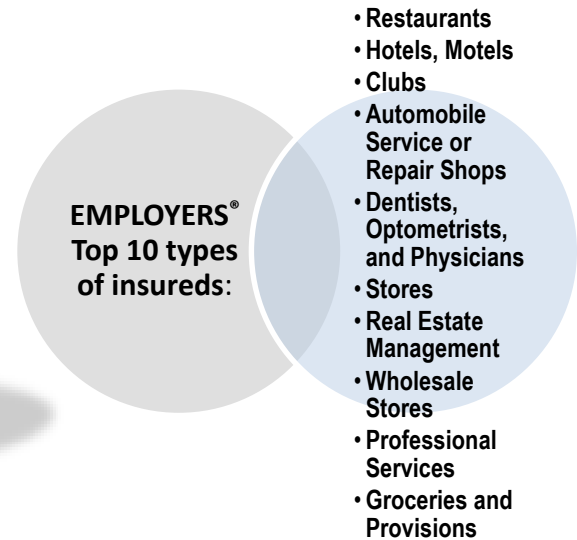 EMPLOYERS®
Top 10 types
of insureds:
• Restaurants
• Hotels, Motels
• Clubs
• Automobile
Service or
Repair Shops
• Dentists,
Optometrists,
and Physicians
• Stores
• Real Estate
Management
• Wholesale
Stores
• Professional
Services
• Groceries and
Provisions